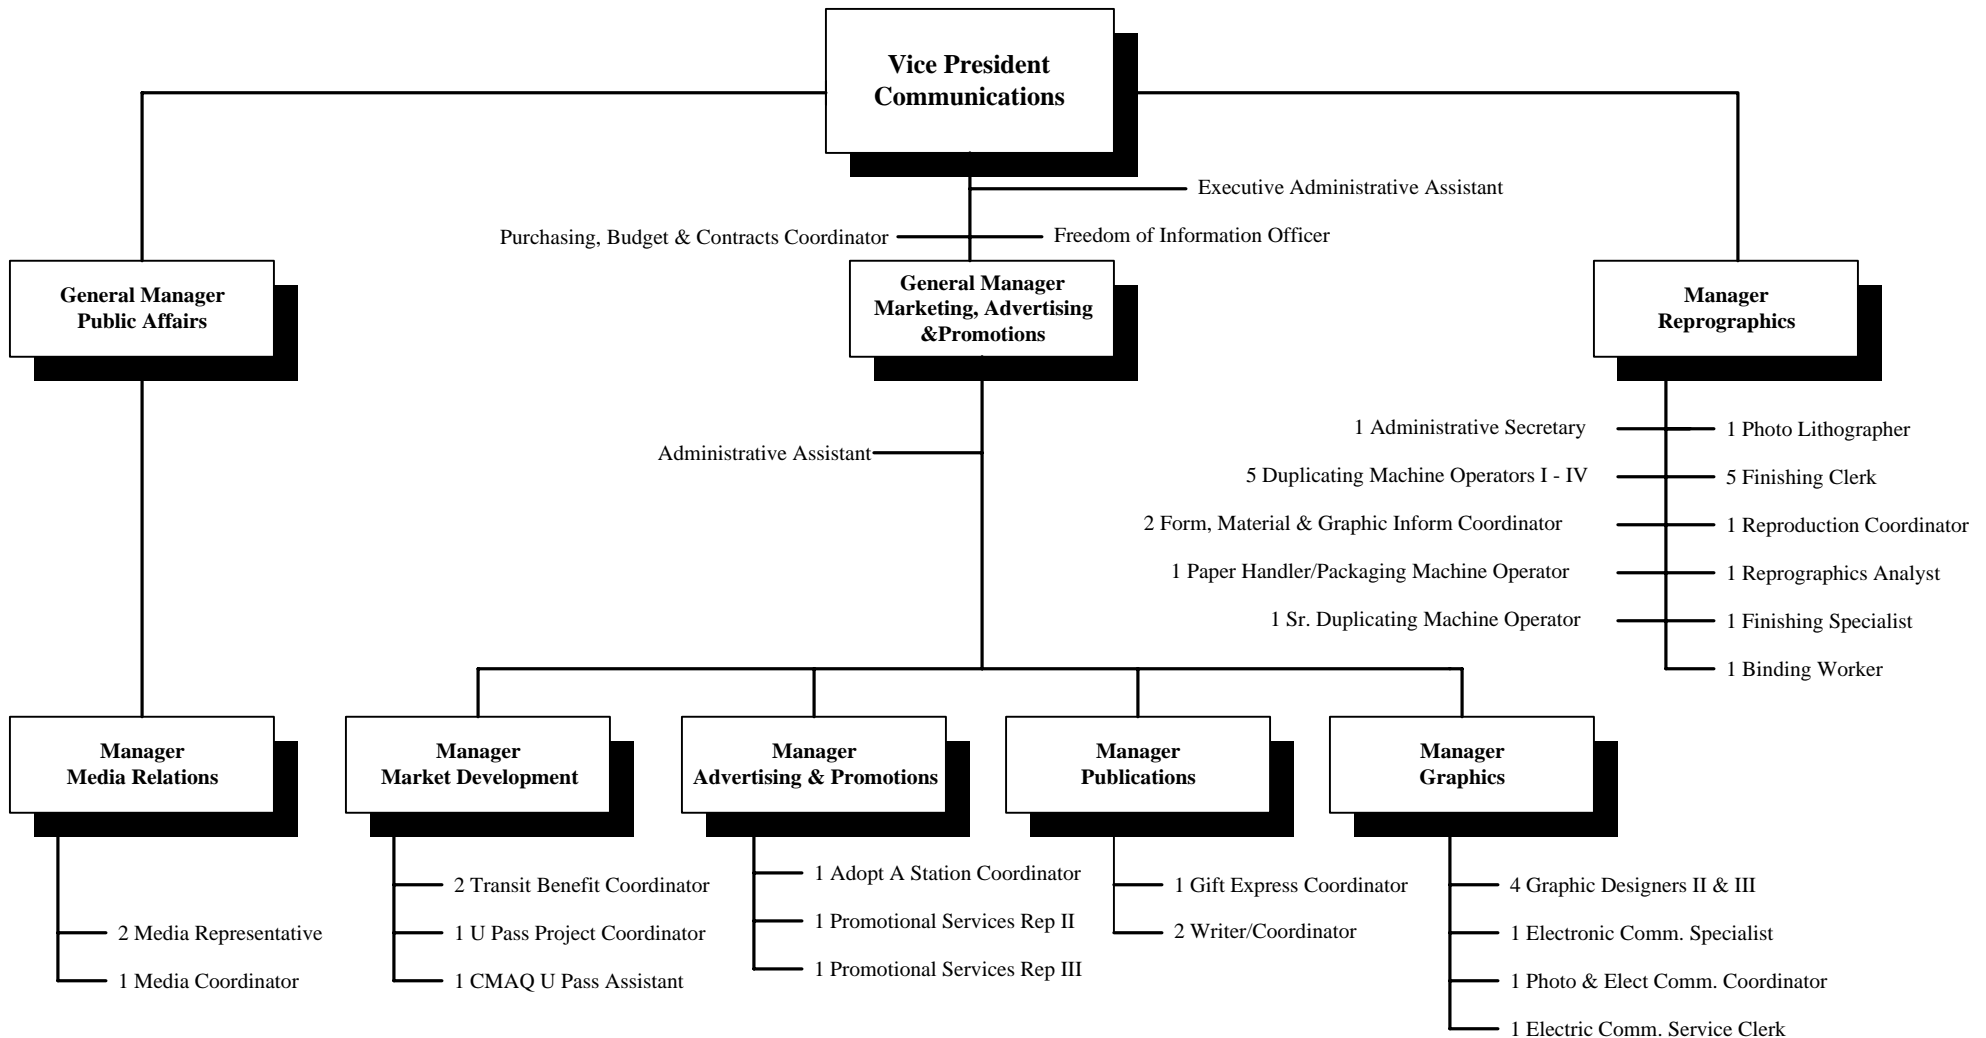 Vice President
Communications
Executive Administrative Assistant
Purchasing, Budget & Contracts Coordinator
Freedom of Information Officer
General Manager
Public Affairs
General Manager
Marketing, Advertising
&Promotions
Manager
Reprographics
Administrative Assistant
1 Administrative Secretary
1 Photo Lithographer
5 Duplicating Machine Operators I - IV
5 Finishing Clerk
2 Form, Material & Graphic Inform Coordinator
1 Reproduction Coordinator
1 Paper Handler/Packaging Machine Operator
1 Reprographics Analyst
1 Sr. Duplicating Machine Operator
1 Finishing Specialist
1 Binding Worker
Manager
Media Relations
2 Media Representative
1 Media Coordinator
Manager
Market Development
2 Transit Benefit Coordinator
1 U Pass Project Coordinator
1 CMAQ U Pass Assistant
Manager
Advertising & Promotions
1 Adopt A Station Coordinator
1 Promotional Services Rep II
1 Promotional Services Rep III
Manager
Publications
1 Gift Express Coordinator
2 Writer/Coordinator
Manager
Graphics
4 Graphic Designers II & III
1 Electronic Comm. Specialist
1 Photo & Elect Comm. Coordinator
1 Electric Comm. Service Clerk